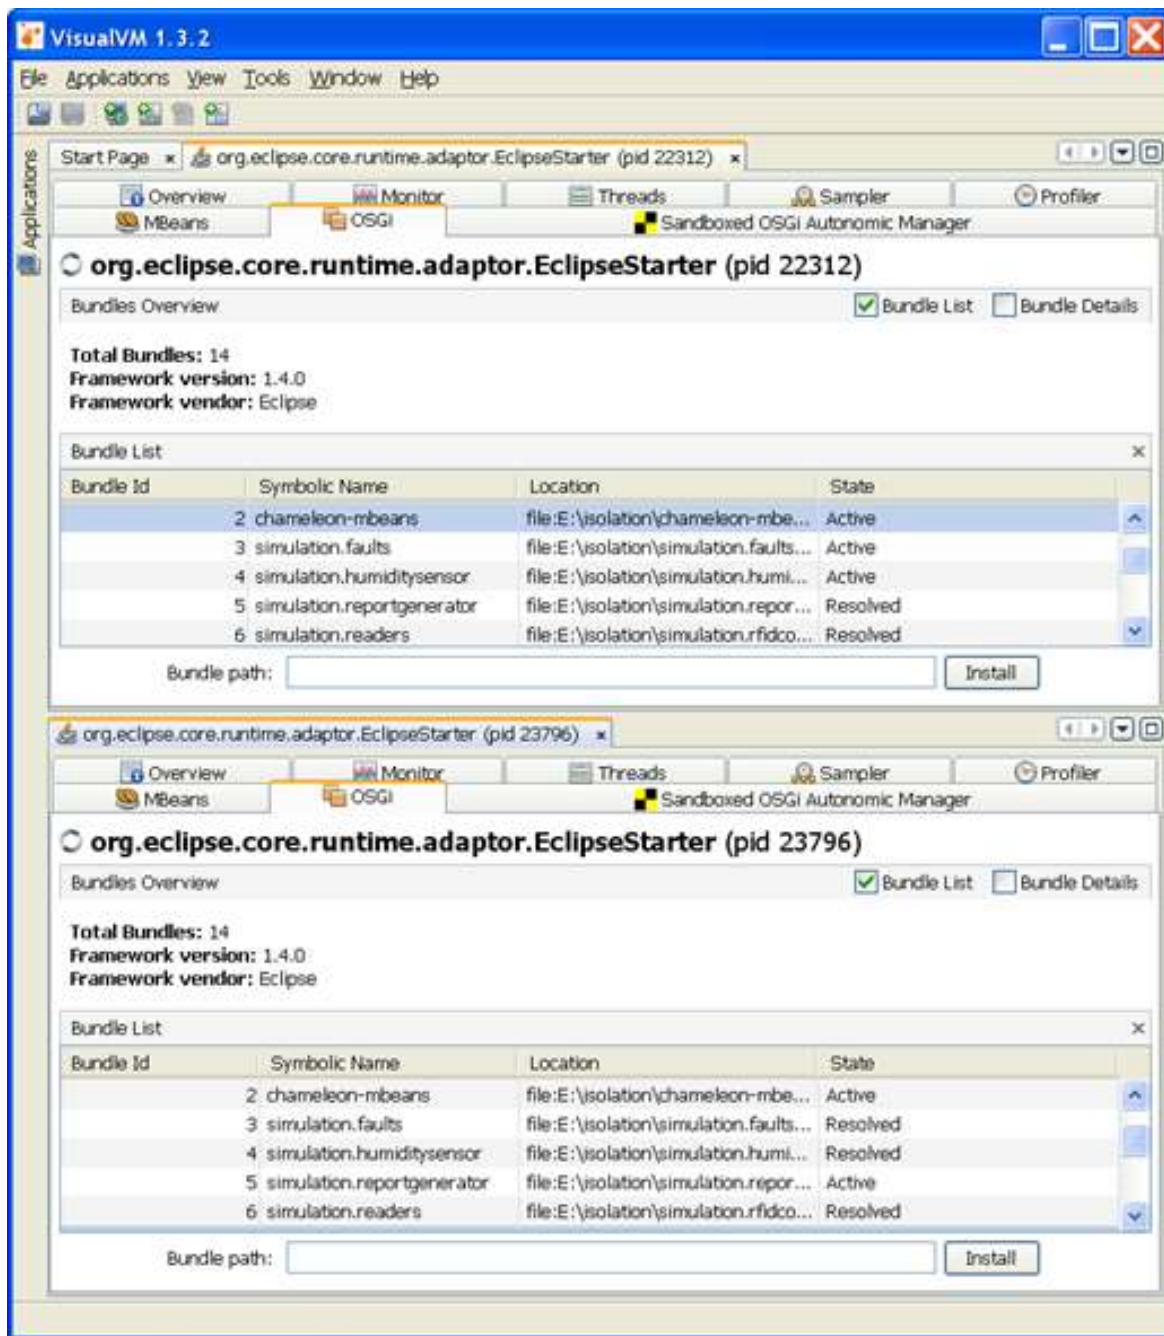 VisualVM 1.3.2
File Applications View Tools Window Help
Applications
Start Page × org.eclipse.core.runtime.adaptor.EclipseStarter (pid 22312) ×
Overview Monitor Threads Sampler Profiler
MBeans OSGi Sandboxed OSGi Autonomic Manager
org.eclipse.core.runtime.adaptor.EclipseStarter (pid 22312)
Bundles Overview Bundle List Bundle Details
Total Bundles: 14
Framework version: 1.4.0
Framework vendor: Eclipse
Bundle List ×
Bundle Id Symbolic Name Location State
2 chameleon-mbeans file:E:\isolation\chameleon-mbe... Active
3 simulation.faults file:E:\isolation\simulation.faults... Active
4 simulation.humiditysensor file:E:\isolation\simulation.humi... Active
5 simulation.reportgenerator file:E:\isolation\simulation.repor... Resolved
6 simulation.readers file:E:\isolation\simulation.rfidco... Resolved
Bundle path: Install
org.eclipse.core.runtime.adaptor.EclipseStarter (pid 23796) ×
Overview Monitor Threads Sampler Profiler
MBeans OSGi Sandboxed OSGi Autonomic Manager
org.eclipse.core.runtime.adaptor.EclipseStarter (pid 23796)
Bundles Overview Bundle List Bundle Details
Total Bundles: 14
Framework version: 1.4.0
Framework vendor: Eclipse
Bundle List ×
Bundle Id Symbolic Name Location State
2 chameleon-mbeans file:E:\isolation\chameleon-mbe... Active
3 simulation.faults file:E:\isolation\simulation.faults... Resolved
4 simulation.humiditysensor file:E:\isolation\simulation.humi... Resolved
5 simulation.reportgenerator file:E:\isolation\simulation.repor... Active
6 simulation.readers file:E:\isolation\simulation.rfidco... Resolved
Bundle path: Install